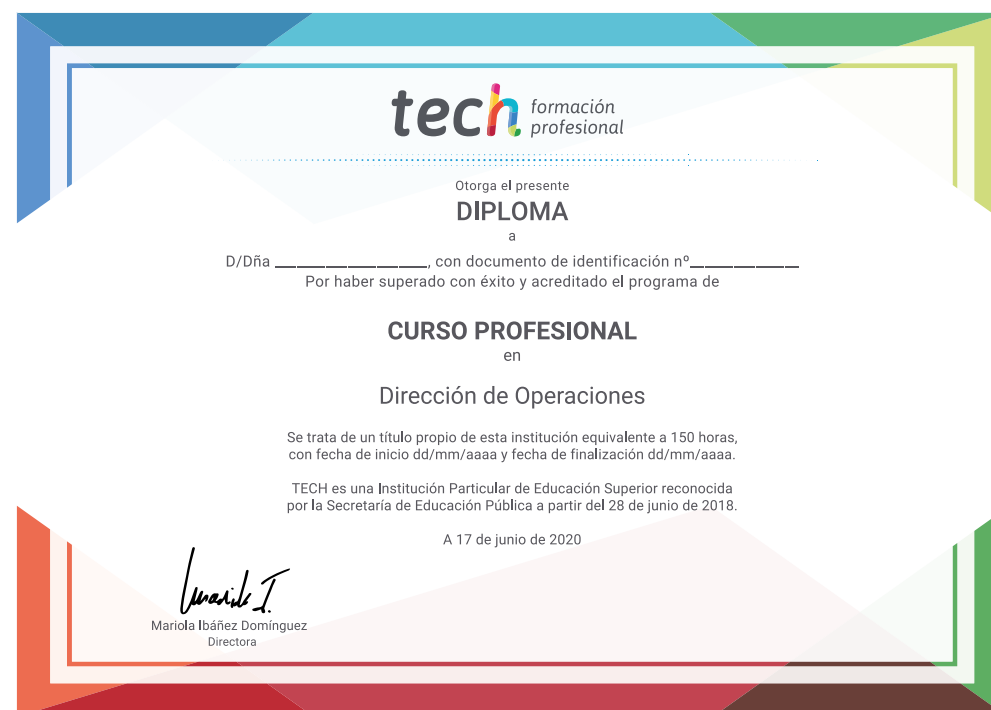 tech formación
profesional
Otorga el presente
DIPLOMA
a
D/Dña ____________, con documento de identificación nº__________
Por haber superado con éxito y acreditado el programa de
CURSO PROFESIONAL
en
Dirección de Operaciones
Se trata de un título propio de esta institución equivalente a 150 horas,
con fecha de inicio dd/mm/aaaa y fecha de finalización dd/mm/aaaa.
TECH es una Institución Particular de Educación Superior reconocida
por la Secretaría de Educación Pública a partir del 28 de junio de 2018.
A 17 de junio de 2020
Mariola Ibáñez Domínguez
Directora